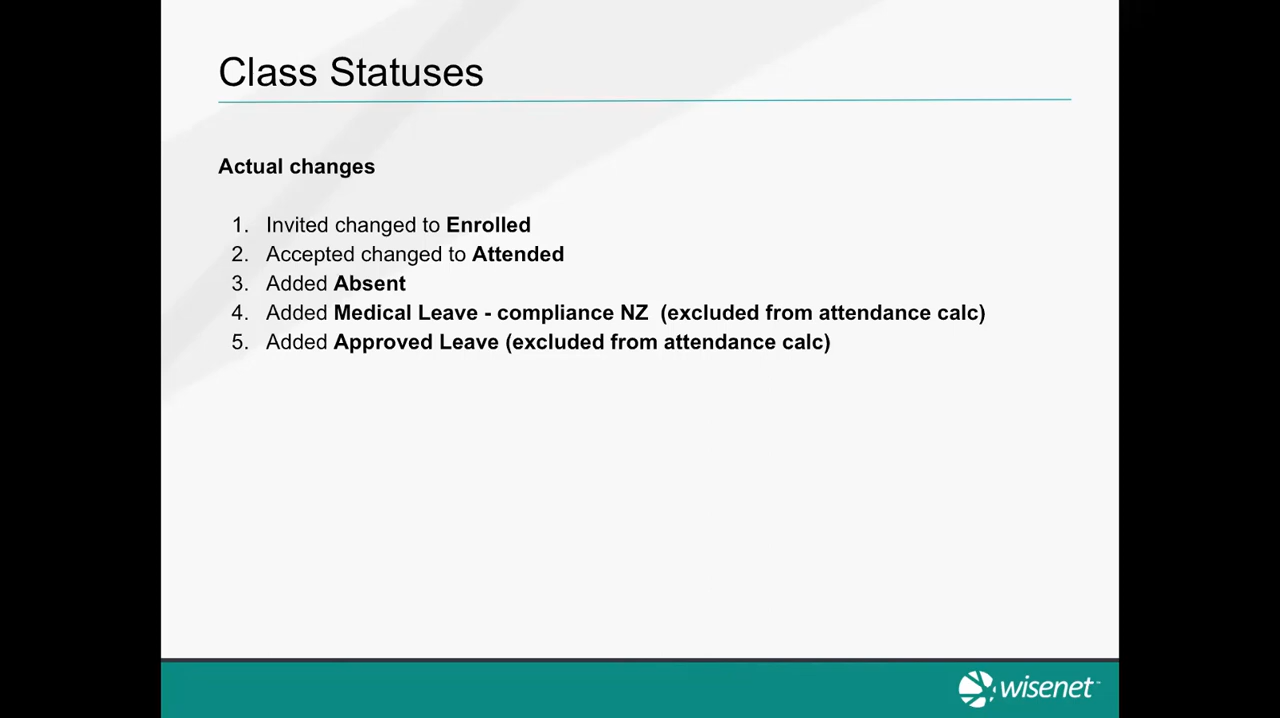 Class Statuses
Actual changes
1. Invited changed to Enrolled
2. Accepted changed to Attended
3. Added Absent
4. Added Medical Leave - compliance NZ (excluded from attendance calc)
5. Added Approved Leave (excluded from attendance calc)
wisenet™